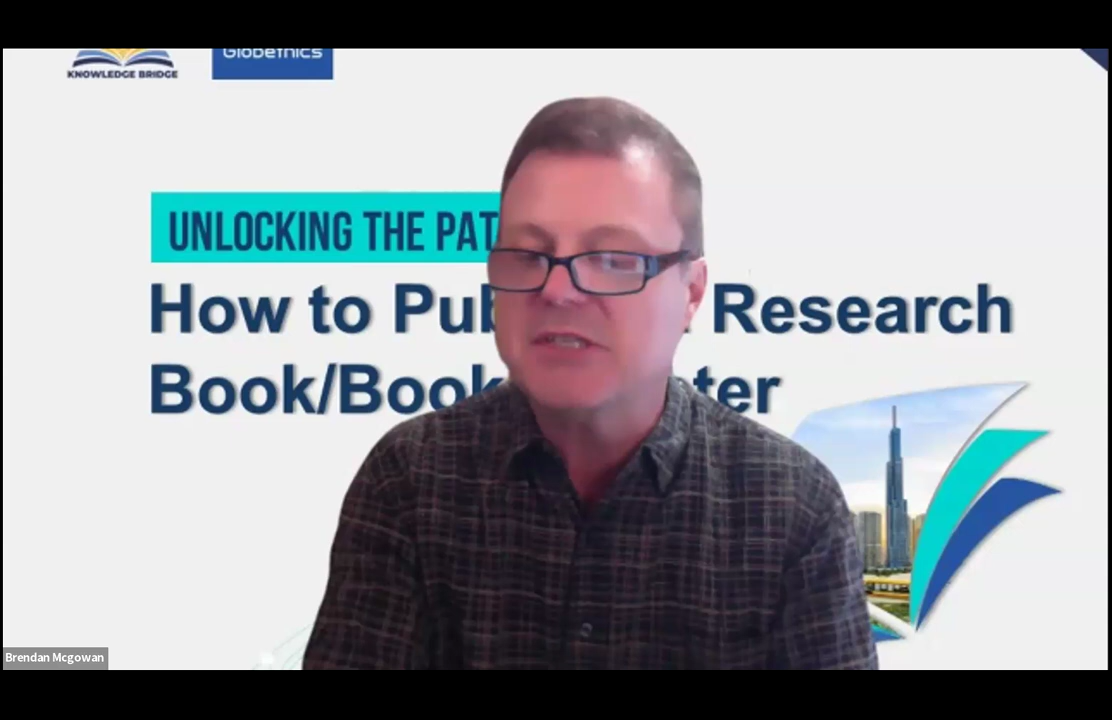 KNOWLEDGE BRIDGE
Globethics
UNLOCKING THE PAT
How to Pub Research
Book/Book ter
Brendan Mcgowan